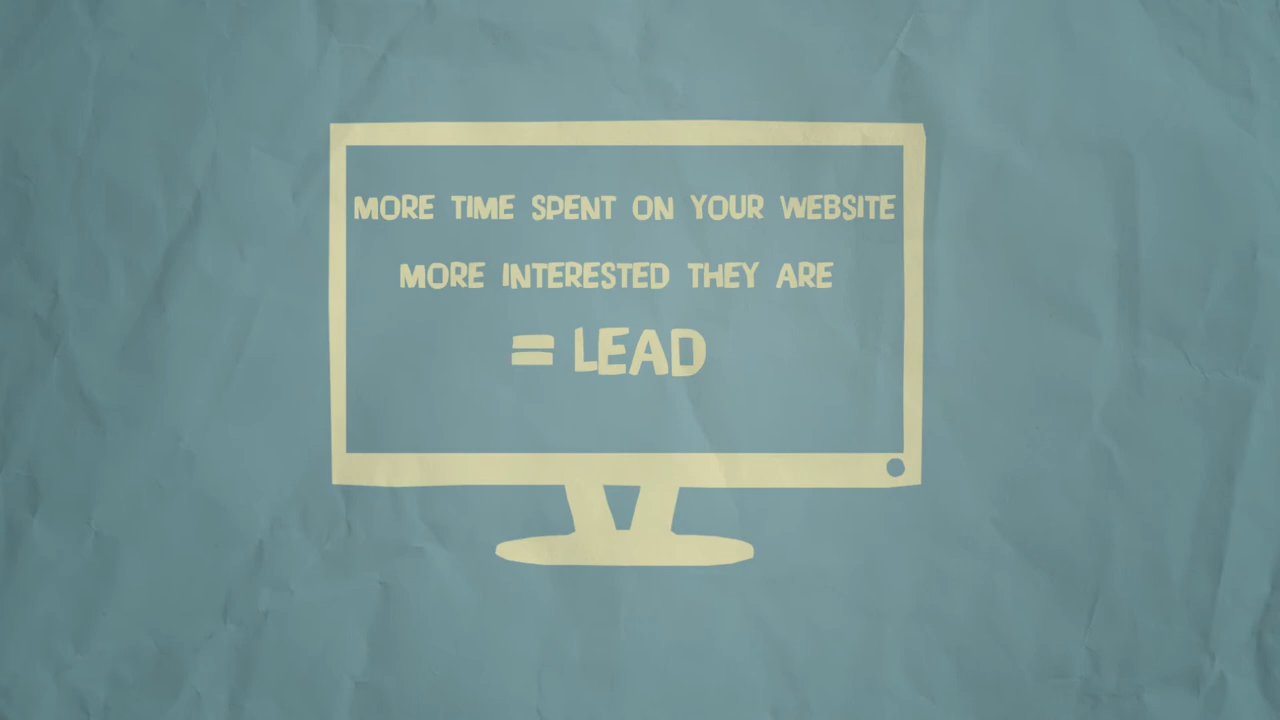 MORE TIME SPENT ON YOUR WEBSITE
MORE INTERESTED THEY ARE
= LEAD